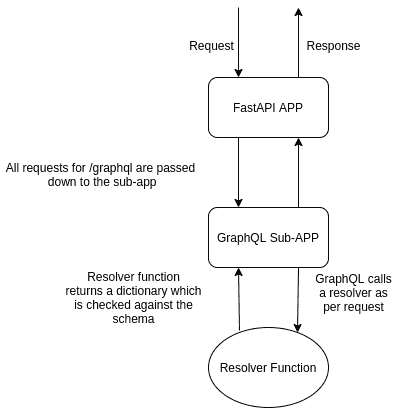 Request
Response
FastAPI APP
All requests for /graphql are passed
down to the sub-app
GraphQL Sub-APP
Resolver function
returns a dictionary which
is checked against the
schema
GraphQL calls
a resolver as
per request
Resolver Function